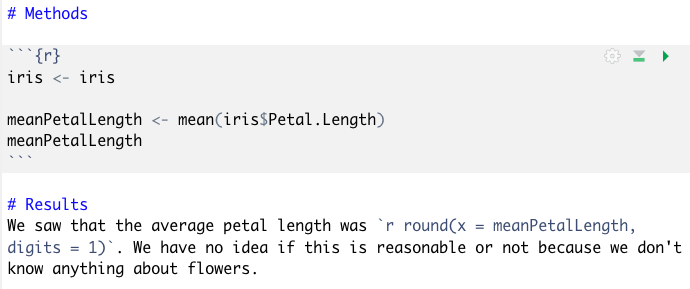 # Methods
```{r}
iris <- iris
meanPetalLength <- mean(iris$Petal.Length)
meanPetalLength
```
# Results
We saw that the average petal length was `r round(x = meanPetalLength,
digits = 1)`. We have no idea if this is reasonable or not because we don't
know anything about flowers.